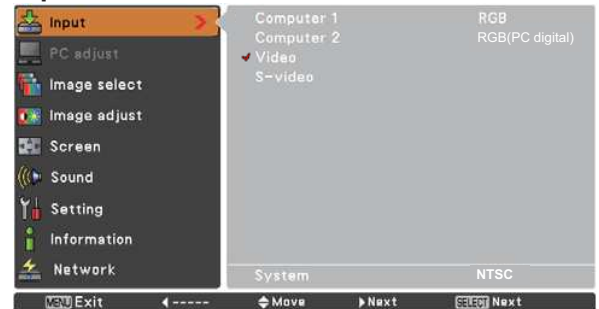 Input
PC adjust
Image select
Image adjust
Screen
Sound
Setting
Information
Network
Computer 1 RGB
Computer 2 RGB(PC digital)
Video
S-video
System NTSC
MENU Exit ◀----- Move ▶Next SELECT Next